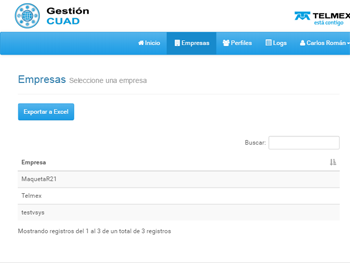 Gestión
CUAD
TELMEX
está contigo
Inicio
Empresas
Perfiles
Logs
Carlos Román
Empresas Seleccione una empresa
Exportar a Excel
Buscar:
Empresa
MaquetaR21
Telmex
testvsys
Mostrando registros del 1 al 3 de un total de 3 registros